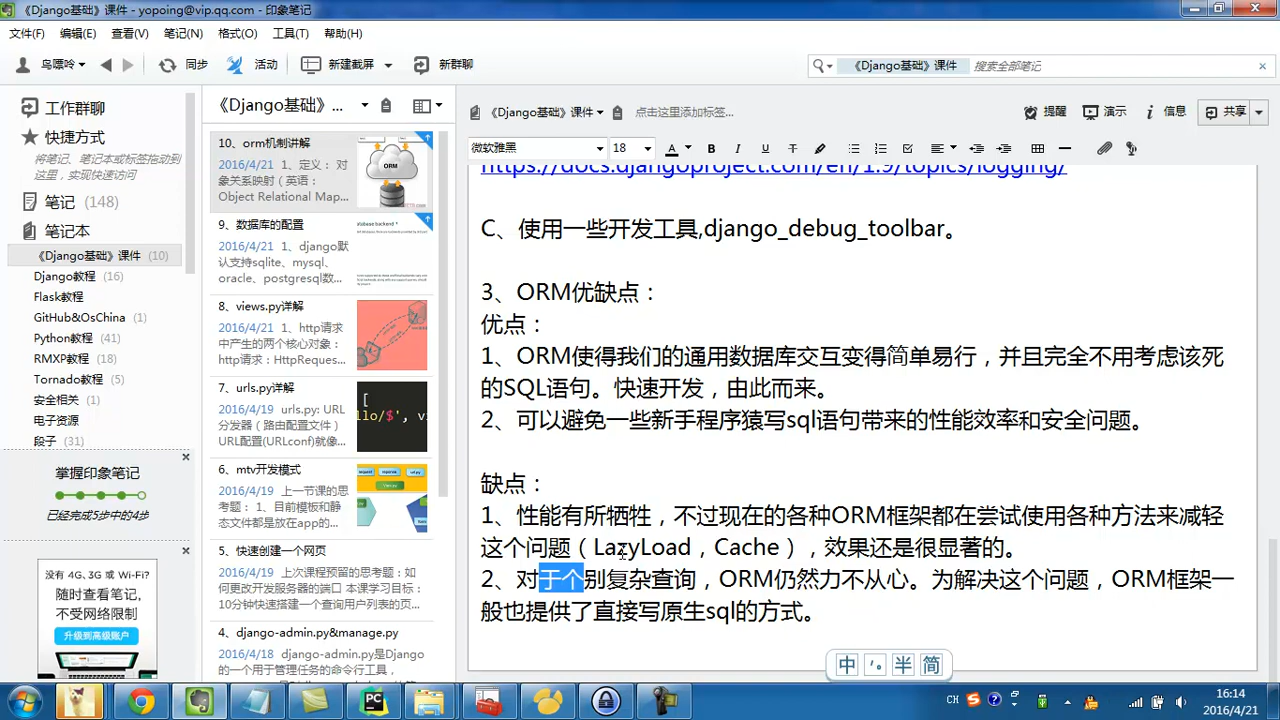 《Django基础》课件 - yopoing@vip.qq.com - 印象笔记
文件(F) 编辑(E) 查看(V) 笔记(N) 格式(O) 工具(T) 帮助(H)
鸟嘌呤 同步 活动 新建截屏 新群聊 《Django基础》课件 搜索全部笔记
工作群聊
快捷方式
将笔记、笔记本或标签拖动到
这里，实现快速访问
笔记 (148)
笔记本
《Django基础》课件 (10)
Django教程 (16)
Flask教程
GitHub&OsChina (1)
Python教程 (41)
RMXP教程 (18)
Tornado教程 (5)
安全相关 (1)
电子资源
段子 (31)
掌握印象笔记
已经完成5步中的4步
没有 4G、3G 或 Wi-Fi?
随时查看笔记,
不受网络限制
升级到高级账户
《Django基础》...
10、orm机制讲解
2016/4/21 1、定义： 对
象关系映射（英语：
Object Relational Map...
ORM
9、数据库的配置
2016/4/21 1、django默
认支持sqlite、mysql、
oracle、postgresql数...
8、views.py详解
2016/4/21 1、http请求
中产生的两个核心对象：
http请求：HttpReques...
7、urls.py详解
2016/4/19 urls.py: URL
分发器（路由配置文件）
URL配置(URLconf)就像...
6、mtv开发模式
2016/4/19 上一节课的思
考题： 1、目前模板和静
态文件都是放在app的...
5、快速创建一个网页
2016/4/19 上次课程预留的思考题：如
何更改开发服务器的端口 本课学习目标：
10分钟快速搭建一个查询用户列表的页...
4、django-admin.py&manage.py
2016/4/18 django-admin.py是Django
的一个用于管理任务的命令行工具，
《Django基础》课件 点击这里添加标签... 提醒 演示 信息 共享
微软雅黑 18
https://docs.djangoproject.com/en/1.9/topics/logging/
C、使用一些开发工具,django_debug_toolbar。
3、ORM优缺点：
优点：
1、ORM使得我们的通用数据库交互变得简单易行，并且完全不用考虑该死
的SQL语句。快速开发，由此而来。
2、可以避免一些新手程序猿写sql语句带来的性能效率和安全问题。
缺点：
1、性能有所牺牲，不过现在的各种ORM框架都在尝试使用各种方法来减轻
这个问题（LazyLoad，Cache），效果还是很显著的。
2、对于个别复杂查询，ORM仍然力不从心。为解决这个问题，ORM框架一
般也提供了直接写原生sql的方式。
中 半 简
CH 16:14
2016/4/21